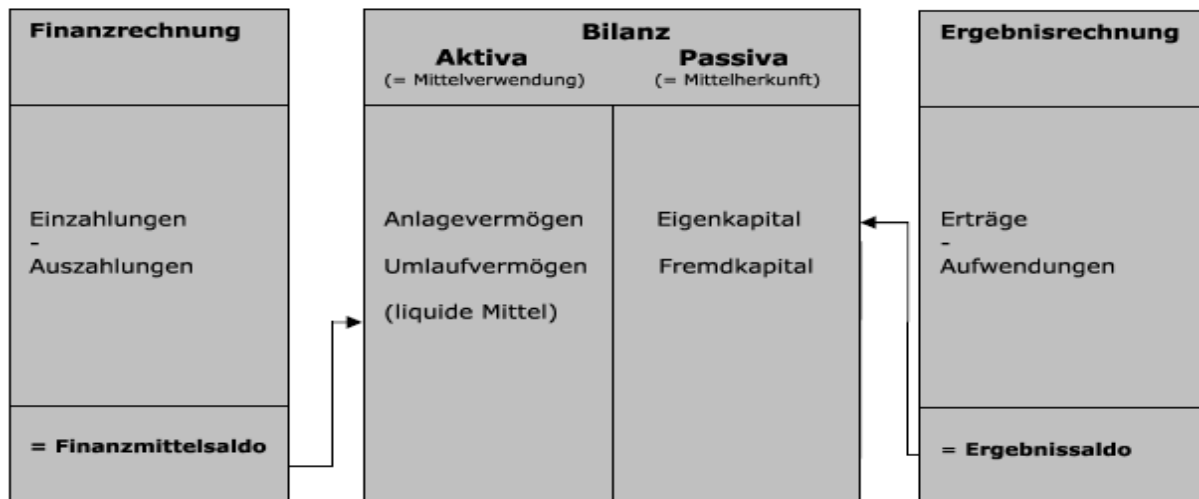 Finanzrechnung
Einzahlungen
-
Auszahlungen
= Finanzmittelsaldo
Bilanz
Aktiva Passiva
(= Mittelverwendung) (= Mittelherkunft)
Anlagevermögen Eigenkapital
Umlaufvermögen Fremdkapital
(liquide Mittel)
Ergebnisrechnung
Erträge
-
Aufwendungen
= Ergebnissaldo